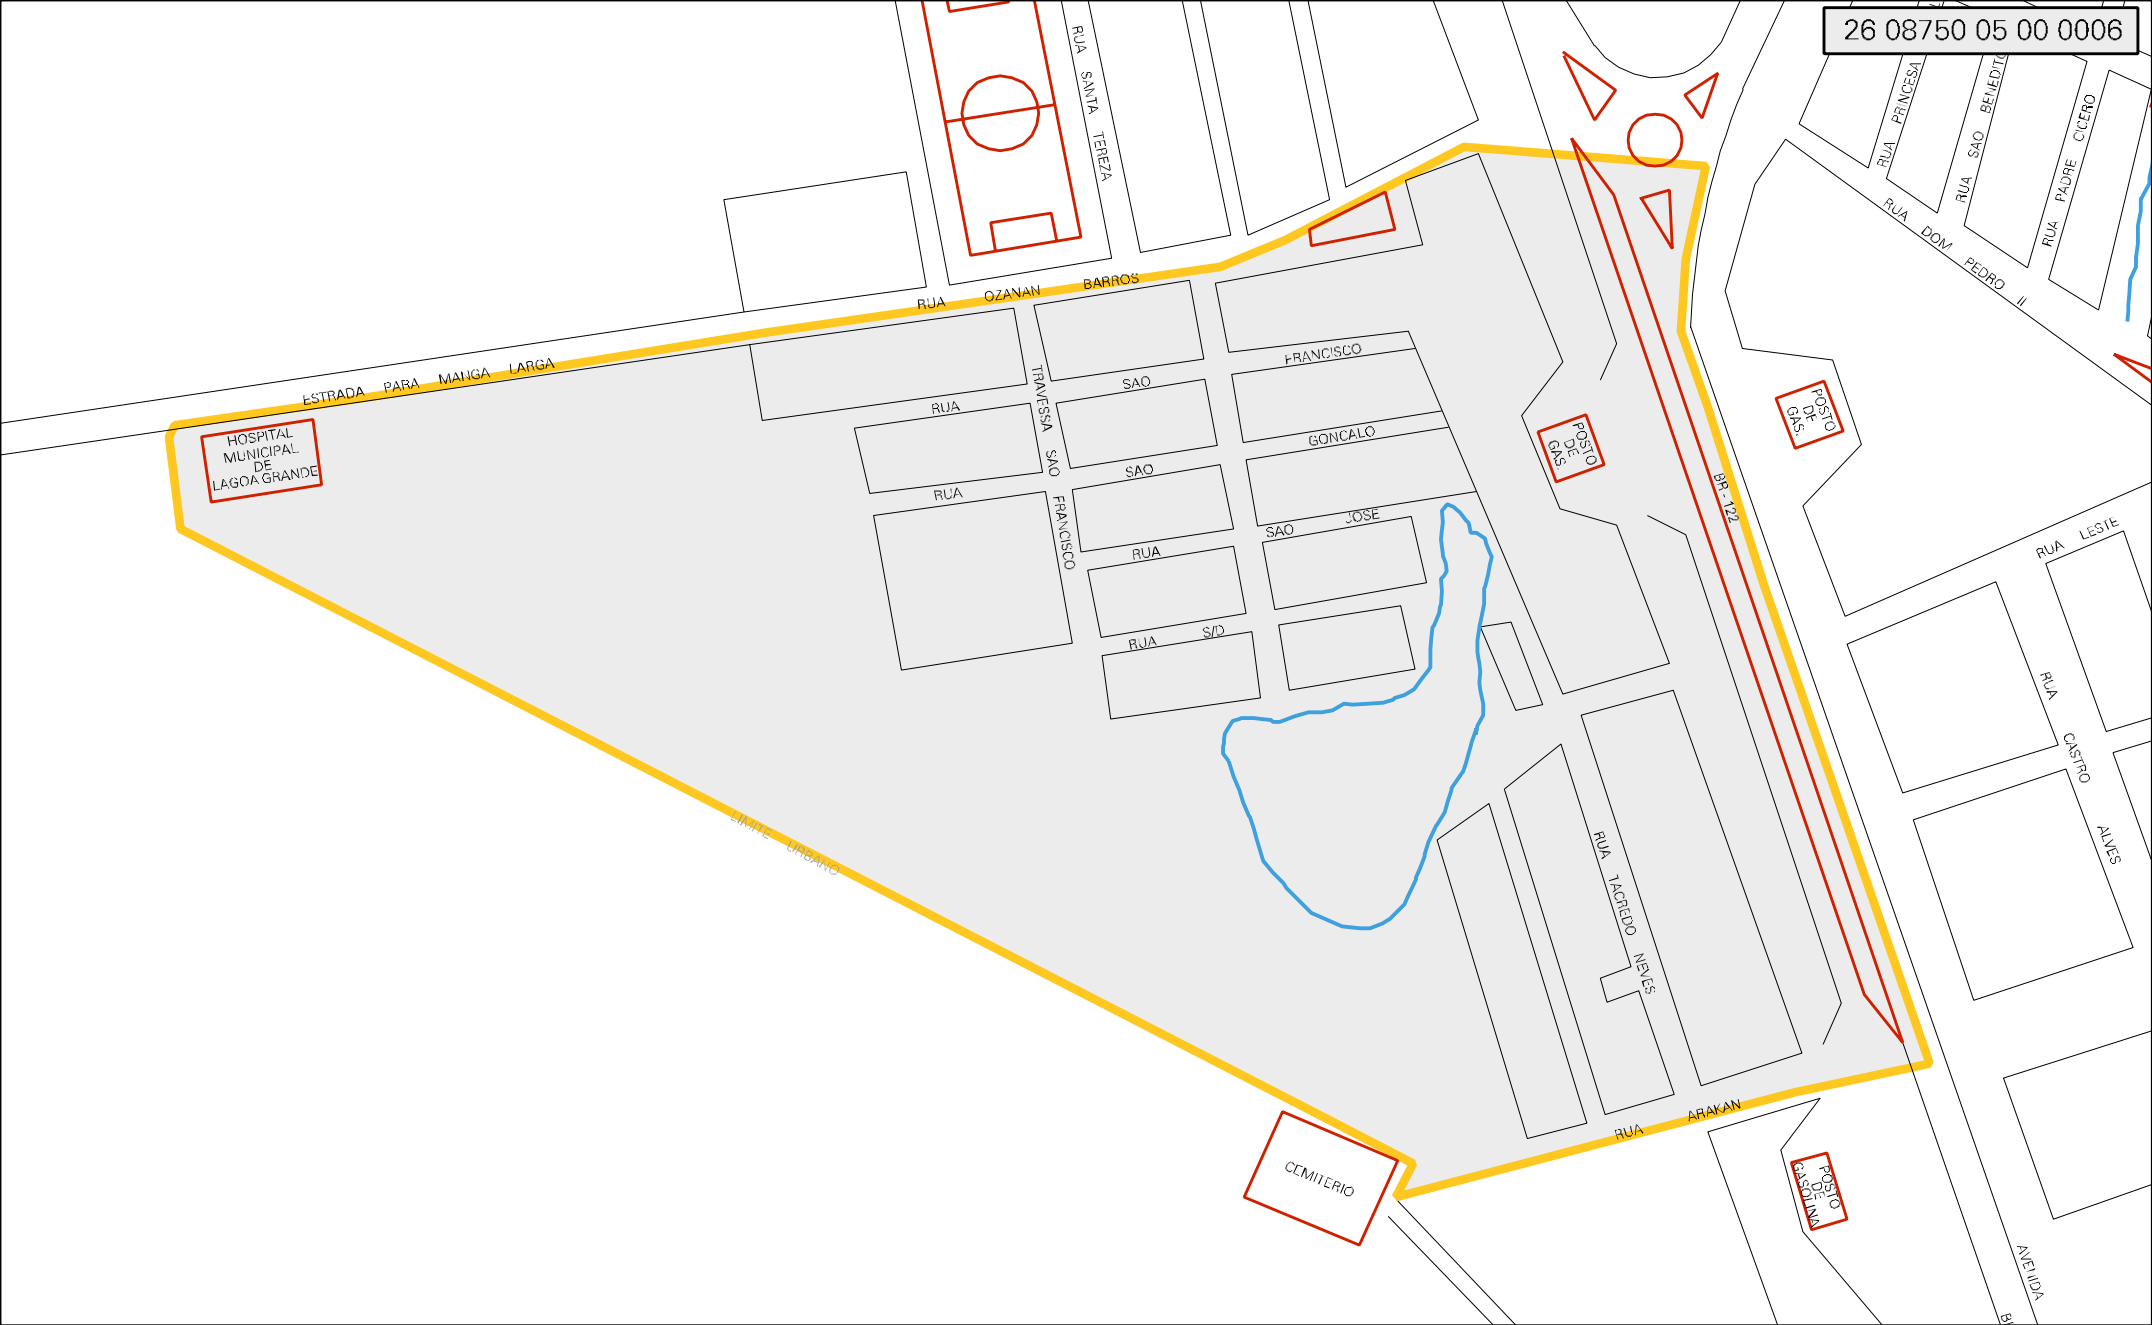 26 08750 05 00 0006
RUA SANTA TEREZA
RUA PRINCESA
RUA SAO BENEDITO
RUA PADRE CICERO
RUA DOM PEDRO II
RUA OZANAN BARROS
ESTRADA PARA MANGA LARGA
HOSPITAL
MUNICIPAL
DE
LAGOA GRANDE
TRAVESSA SAO FRANCISCO
RUA SAO FRANCISCO
RUA SAO GONCALO
RUA SAO JOSE
RUA S/D
POSTO
DE
GAS.
POSTO
DE
GAS.
BR - 122
RUA LESTE
RUA CASTRO ALVES
LIMITE URBANO
RUA TACREDO NEVES
RUA ARAKAN
CEMITERIO
POSTO
DE
GASOLINA
AVENIDA